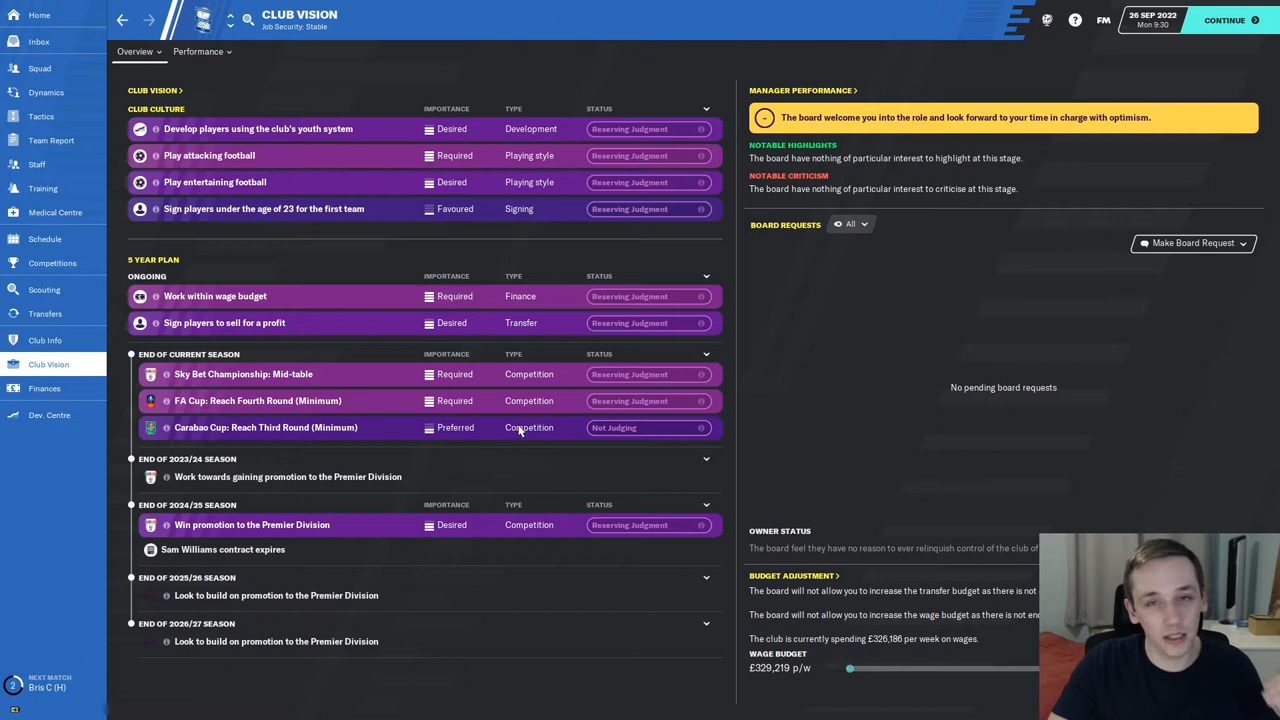 CLUB VISION
Job Security: Stable
FM
26 SEP 2022
Mon 9:30
CONTINUE
Home
Inbox
Squad
Dynamics
Tactics
Team Report
Staff
Training
Medical Centre
Schedule
Competitions
Scouting
Transfers
Club Info
Club Vision
Finances
Dev. Centre
2
NEXT MATCH
Bris C (H)
Overview
Performance
CLUB VISION >
CLUB CULTURE IMPORTANCE TYPE STATUS
Develop players using the club's youth system Desired Development Reserving Judgment
Play attacking football Required Playing style Reserving Judgment
Play entertaining football Desired Playing style Reserving Judgment
Sign players under the age of 23 for the first team Favoured Signing Reserving Judgment
5 YEAR PLAN
ONGOING IMPORTANCE TYPE STATUS
Work within wage budget Required Finance Reserving Judgment
Sign players to sell for a profit Desired Transfer Reserving Judgment
END OF CURRENT SEASON IMPORTANCE TYPE STATUS
Sky Bet Championship: Mid-table Required Competition Reserving Judgment
FA Cup: Reach Fourth Round (Minimum) Required Competition Reserving Judgment
Carabao Cup: Reach Third Round (Minimum) Preferred Competition Not Judging
END OF 2023/24 SEASON
Work towards gaining promotion to the Premier Division
END OF 2024/25 SEASON IMPORTANCE TYPE STATUS
Win promotion to the Premier Division Desired Competition Reserving Judgment
Sam Williams contract expires
END OF 2025/26 SEASON
Look to build on promotion to the Premier Division
END OF 2026/27 SEASON
Look to build on promotion to the Premier Division
MANAGER PERFORMANCE >
- The board welcome you into the role and look forward to your time in charge with optimism.
NOTABLE HIGHLIGHTS
The board have nothing of particular interest to highlight at this stage.
NOTABLE CRITICISM
The board have nothing of particular interest to criticise at this stage.
BOARD REQUESTS All
Make Board Request
No pending board requests
OWNER STATUS
The board feel they have no reason to ever relinquish control of the club of
BUDGET ADJUSTMENT >
The board will not allow you to increase the transfer budget as there is not
The board will not allow you to increase the wage budget as there is not
The club is currently spending £326,186 per week on wages.
WAGE BUDGET
£329,219 p/w